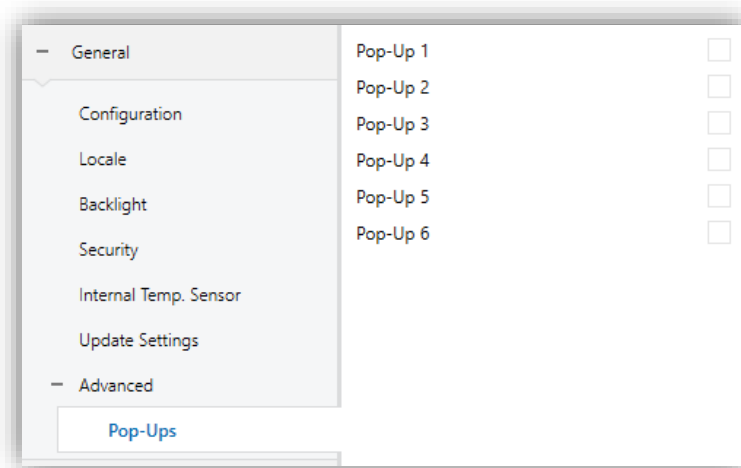 General
Configuration
Locale
Backlight
Security
Internal Temp. Sensor
Update Settings
Advanced
Pop-Ups
Pop-Up 1
Pop-Up 2
Pop-Up 3
Pop-Up 4
Pop-Up 5
Pop-Up 6